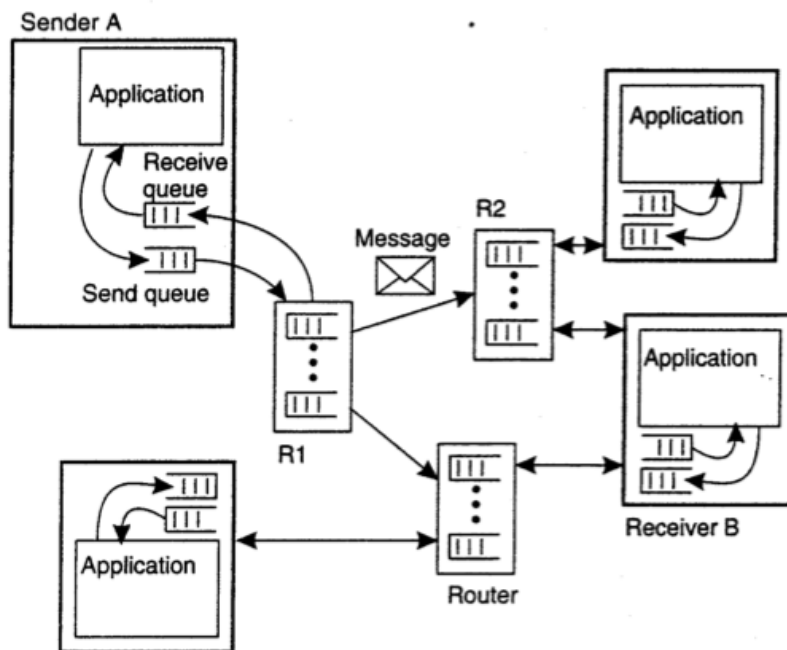 Sender A
Application
Receive
queue
Send queue
Message
R1
R2
Application
Application
Receiver B
Application
Router